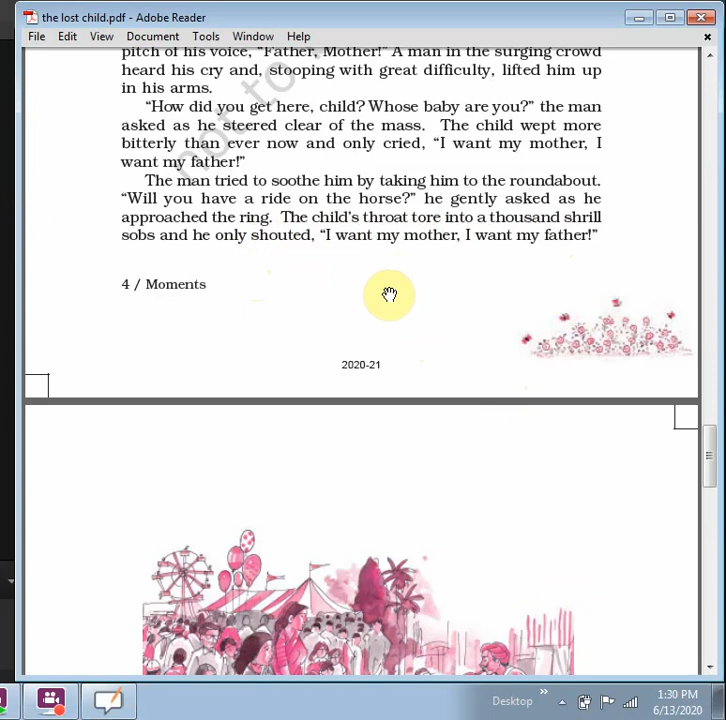 the lost child.pdf - Adobe Reader
File Edit View Document Tools Window Help
pitch of his voice, “Father, Mother!” A man in the surging crowd
heard his cry and, stooping with great difficulty, lifted him up
in his arms.
“How did you get here, child? Whose baby are you?” the man
asked as he steered clear of the mass. The child wept more
bitterly than ever now and only cried, “I want my mother, I
want my father!”
The man tried to soothe him by taking him to the roundabout.
“Will you have a ride on the horse?” he gently asked as he
approached the ring. The child’s throat tore into a thousand shrill
sobs and he only shouted, “I want my mother, I want my father!”
not to
4 / Moments
2020-21
Desktop
1:30 PM
6/13/2020